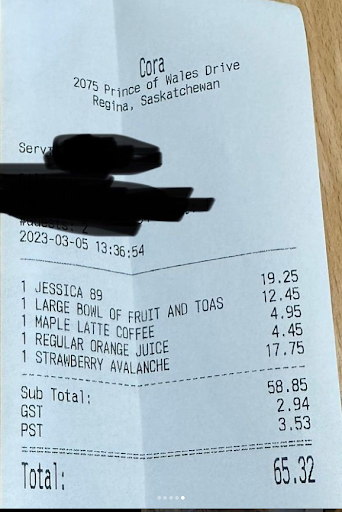 Cora
2075 Prince of Wales Drive
Regina, Saskatchewan
Serv
2023-03-05 13:36:54
1 JESSICA 89 19.25
1 LARGE BOWL OF FRUIT AND TOAS 12.45
1 MAPLE LATTE COFFEE 4.95
1 REGULAR ORANGE JUICE 4.45
1 STRAWBERRY AVALANCHE 17.75
Sub Total: 58.85
GST 2.94
PST 3.53
Total: 65.32